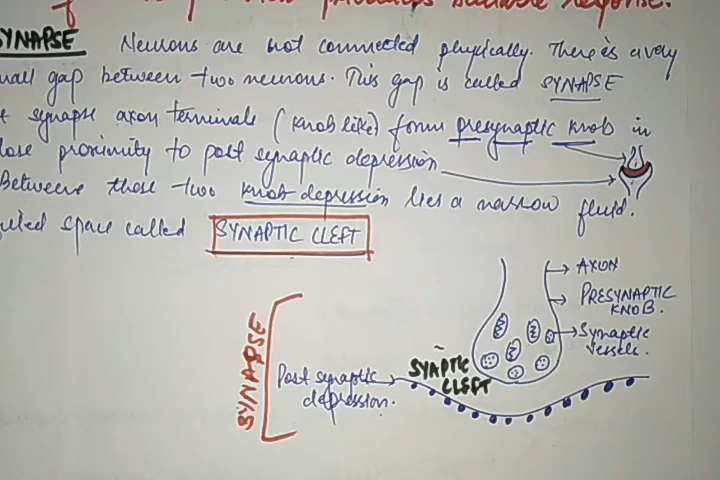 SYNAPSE Neurons are not connected physically. There is a very
small gap between two neurons. This gap is called SYNAPSE
synapse axon terminals (knob like) forms presynaptic knob in
close proximity to post synaptic depression
Between these two knob depression lies a narrow fluid.
space called SYNAPTIC CLEFT
AXON
PRESYNAPTIC
KNOB.
Synaptic
vessels.
SYNAPSE
Post synaptic
depression.
SYAPTIC
CLEFT